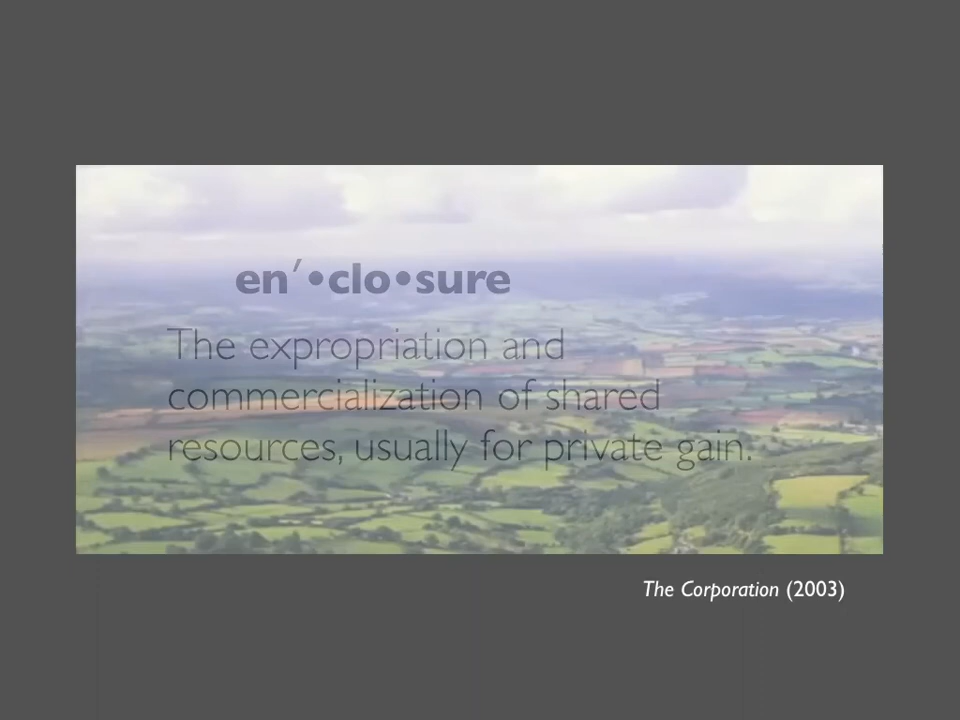 en′•clo•sure
The expropriation and
commercialization of shared
resources, usually for private gain.
The Corporation (2003)